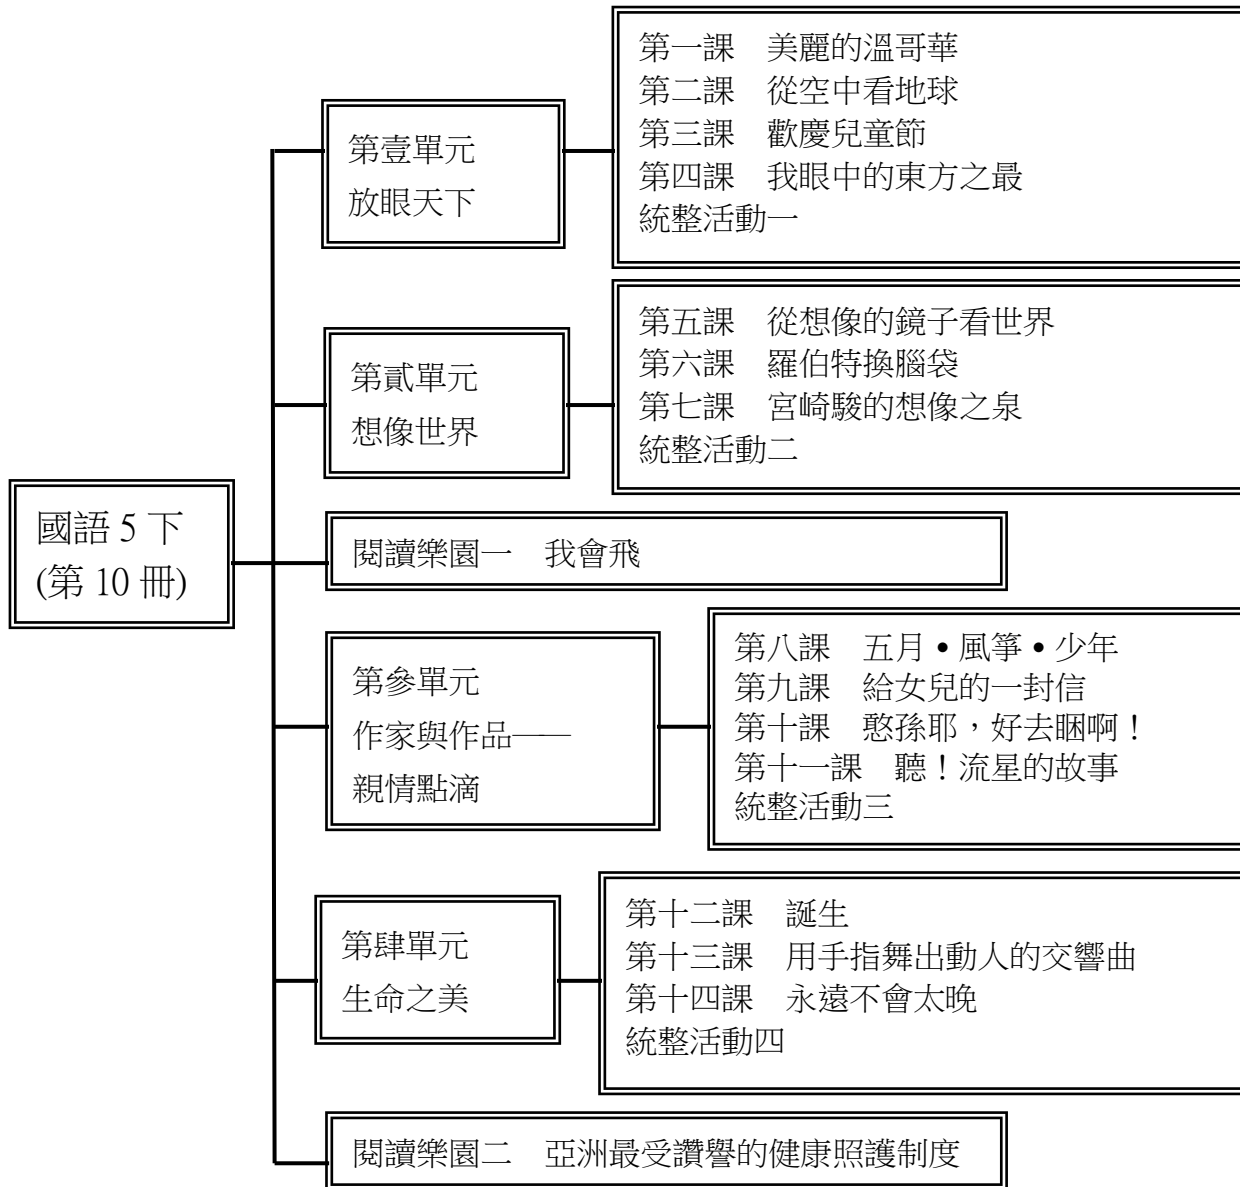 國語 5 下
(第 10 冊)
第壹單元
放眼天下
第一課　美麗的溫哥華
第二課　從空中看地球
第三課　歡慶兒童節
第四課　我眼中的東方之最
統整活動一
第貳單元
想像世界
第五課　從想像的鏡子看世界
第六課　羅伯特換腦袋
第七課　宮崎駿的想像之泉
統整活動二
閱讀樂園一　我會飛
第參單元
作家與作品——
親情點滴
第八課　五月•風箏•少年
第九課　給女兒的一封信
第十課　憨孫耶，好去睏啊！
第十一課　聽！流星的故事
統整活動三
第肆單元
生命之美
第十二課　誕生
第十三課　用手指舞出動人的交響曲
第十四課　永遠不會太晚
統整活動四
閱讀樂園二　亞洲最受讚譽的健康照護制度